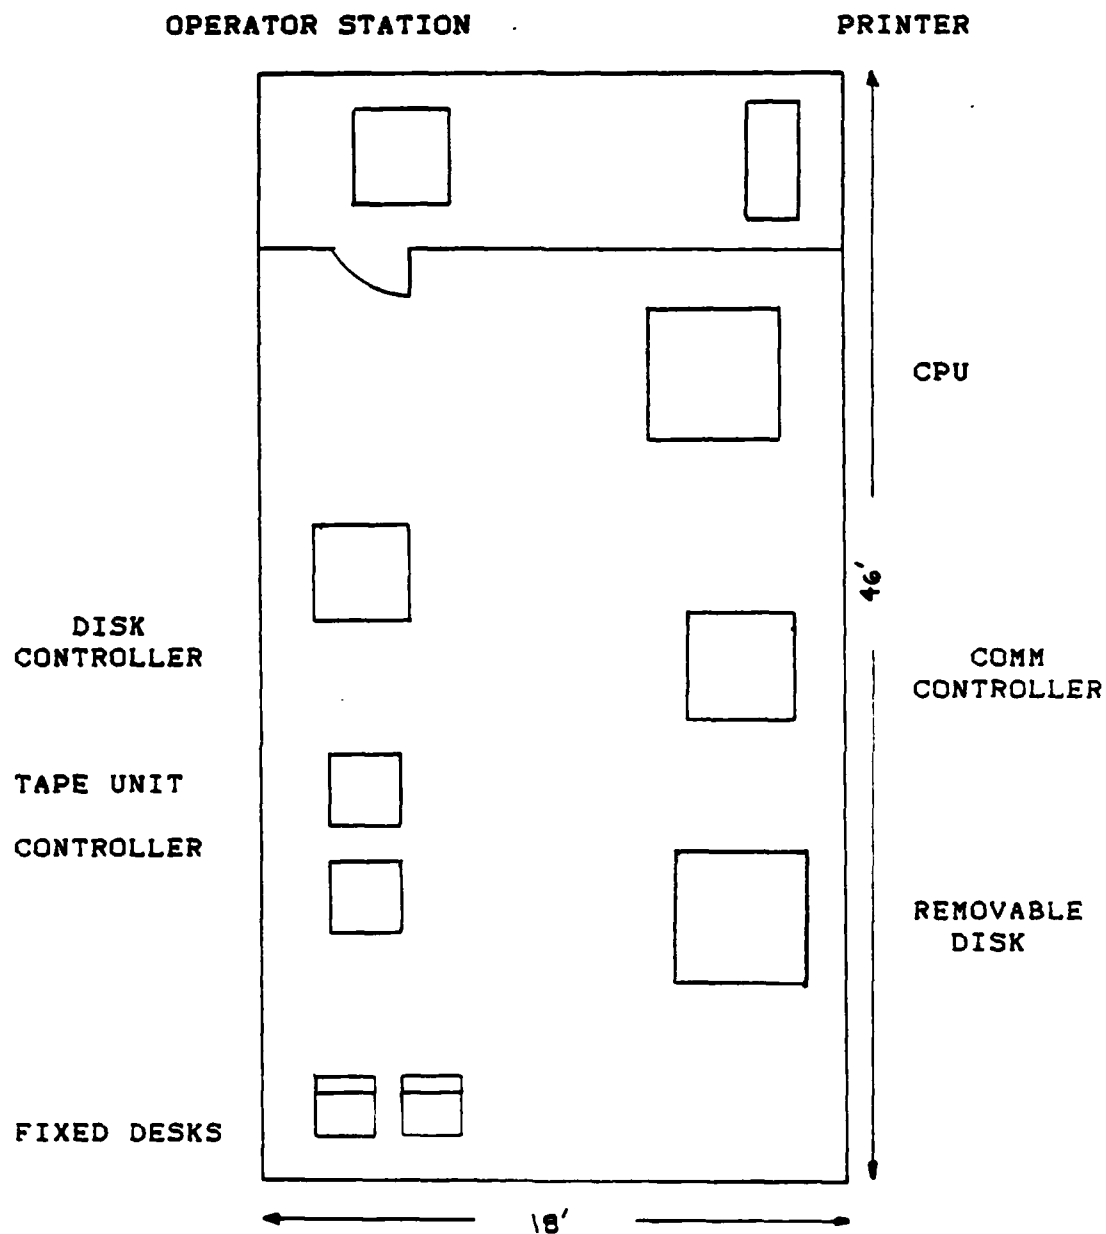 OPERATOR STATION
PRINTER
CPU
46'
DISK
CONTROLLER
COMM
CONTROLLER
TAPE UNIT
CONTROLLER
REMOVABLE
DISK
FIXED DESKS
18'